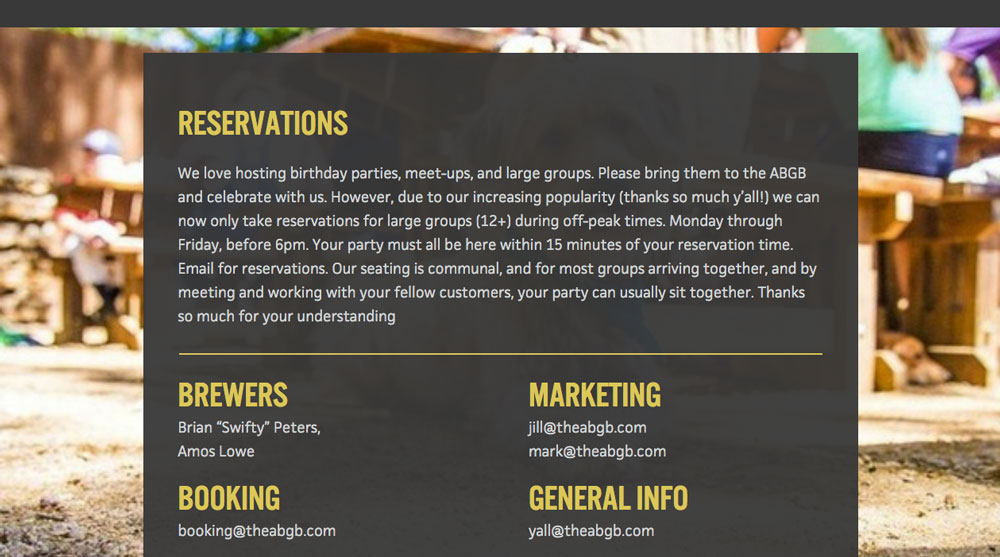 RESERVATIONS
We love hosting birthday parties, meet-ups, and large groups. Please bring them to the ABGB
and celebrate with us. However, due to our increasing popularity (thanks so much y'all!) we can
now only take reservations for large groups (12+) during off-peak times. Monday through
Friday, before 6pm. Your party must all be here within 15 minutes of your reservation time.
Email for reservations. Our seating is communal, and for most groups arriving together, and by
meeting and working with your fellow customers, your party can usually sit together. Thanks
so much for your understanding
BREWERS
Brian “Swifty” Peters,
Amos Lowe
MARKETING
jill@theabgb.com
mark@theabgb.com
BOOKING
booking@theabgb.com
GENERAL INFO
yall@theabgb.com